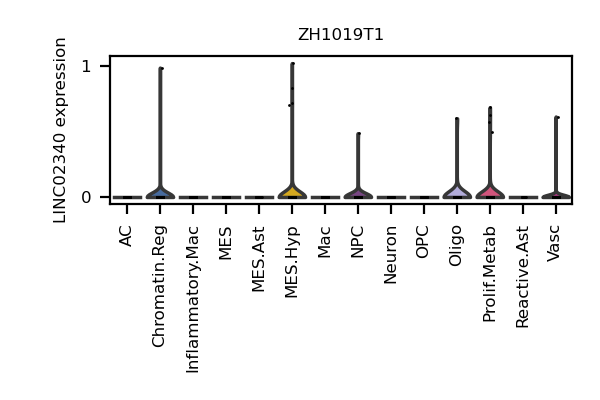 ZH1019T1
LINC02340 expression
1
0
AC
Chromatin.Reg
Inflammatory.Mac
MES
MES.Ast
MES.Hyp
Mac
NPC
Neuron
OPC
Oligo
Prolif.Metab
Reactive.Ast
Vasc